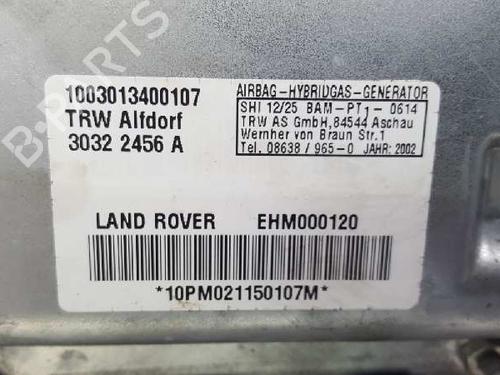 1003013400107
TRW Alfdorf
3032 2456 A
AIRBAG-HYBRIDGAS-GENERATOR
SHI 12/25 BAM-PT1-0614
TRW AS GmbH,84544 Aschau
Wernher von Braun Str.1
Tel. 08638 / 965-0 JAHR: 2002
LAND ROVER EHM000120
*10PM021150107M*